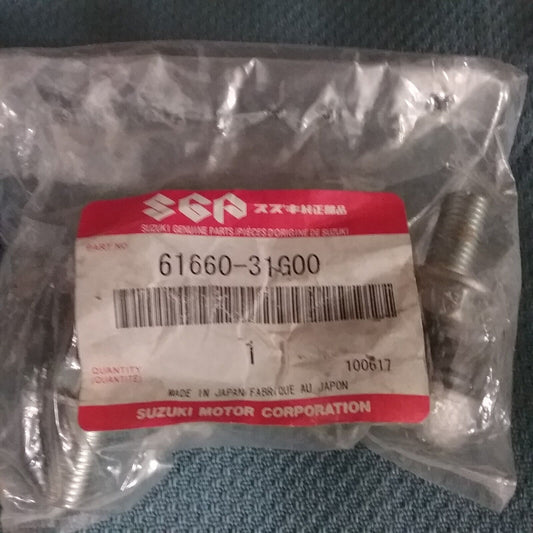 SGP スズキ純正部品
SUZUKI GENUINE PARTS/PIÈCES D'ORIGINE DE SUZUKI
PART NO.
61660-31G00
1
QUANTITY
(QUANTITÉ)
100617
MADE IN JAPAN/FABRIQUE AU JAPON
SUZUKI MOTOR CORPORATION